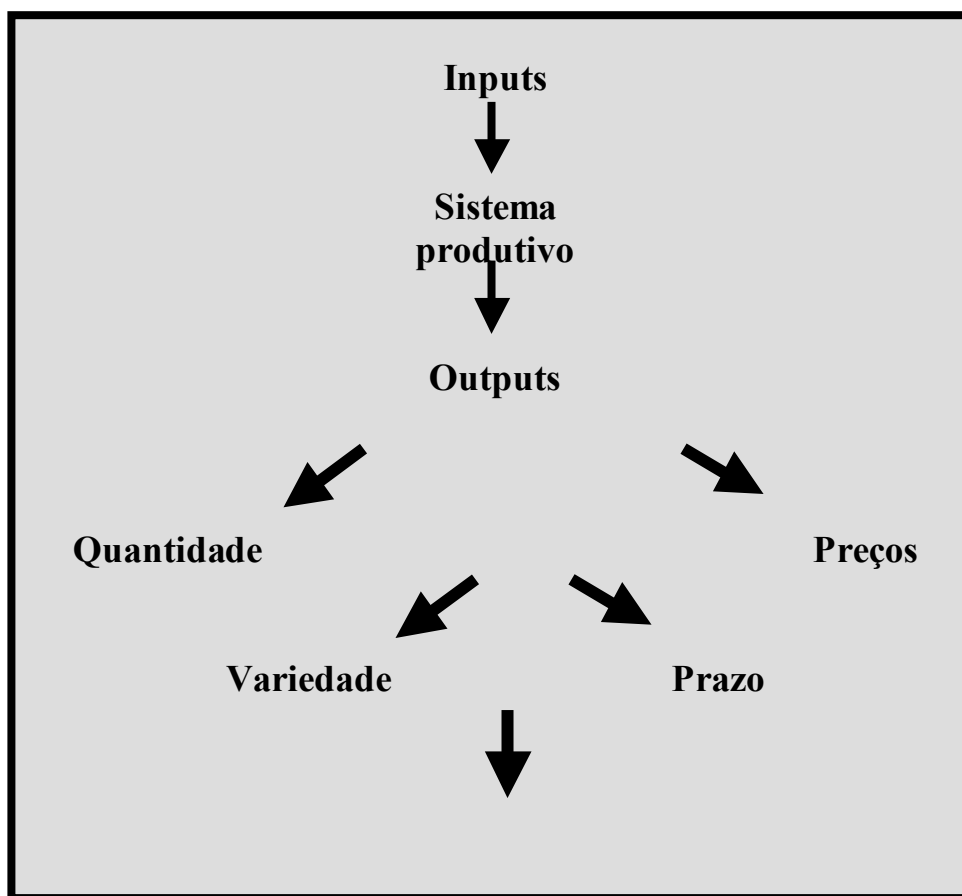 Inputs
Sistema
produtivo
Outputs
Quantidade
Preços
Variedade
Prazo